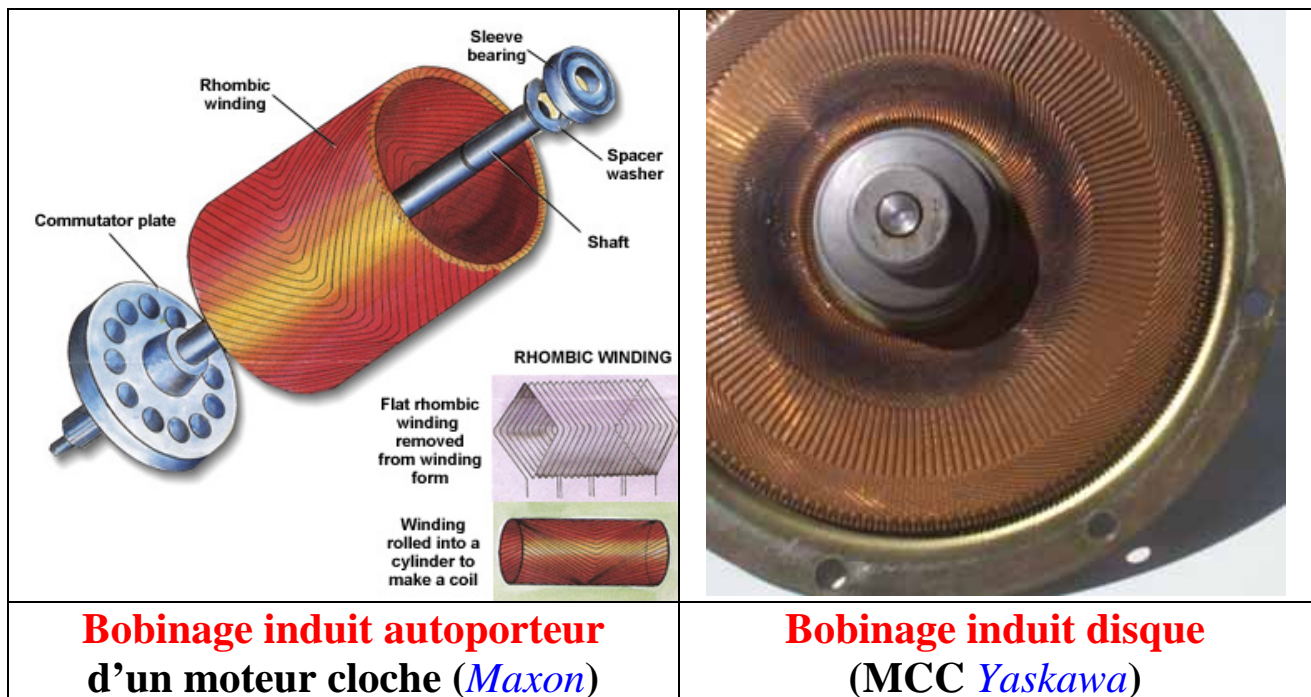 Sleeve
bearing
Rhombic
winding
Spacer
washer
Commutator plate
Shaft
RHOMBIC WINDING
Flat rhombic
winding
removed
from winding
form
Winding
rolled into a
cylinder to
make a coil
Bobinage induit autoporteur
d’un moteur cloche (Maxon)
Bobinage induit disque
(MCC Yaskawa)